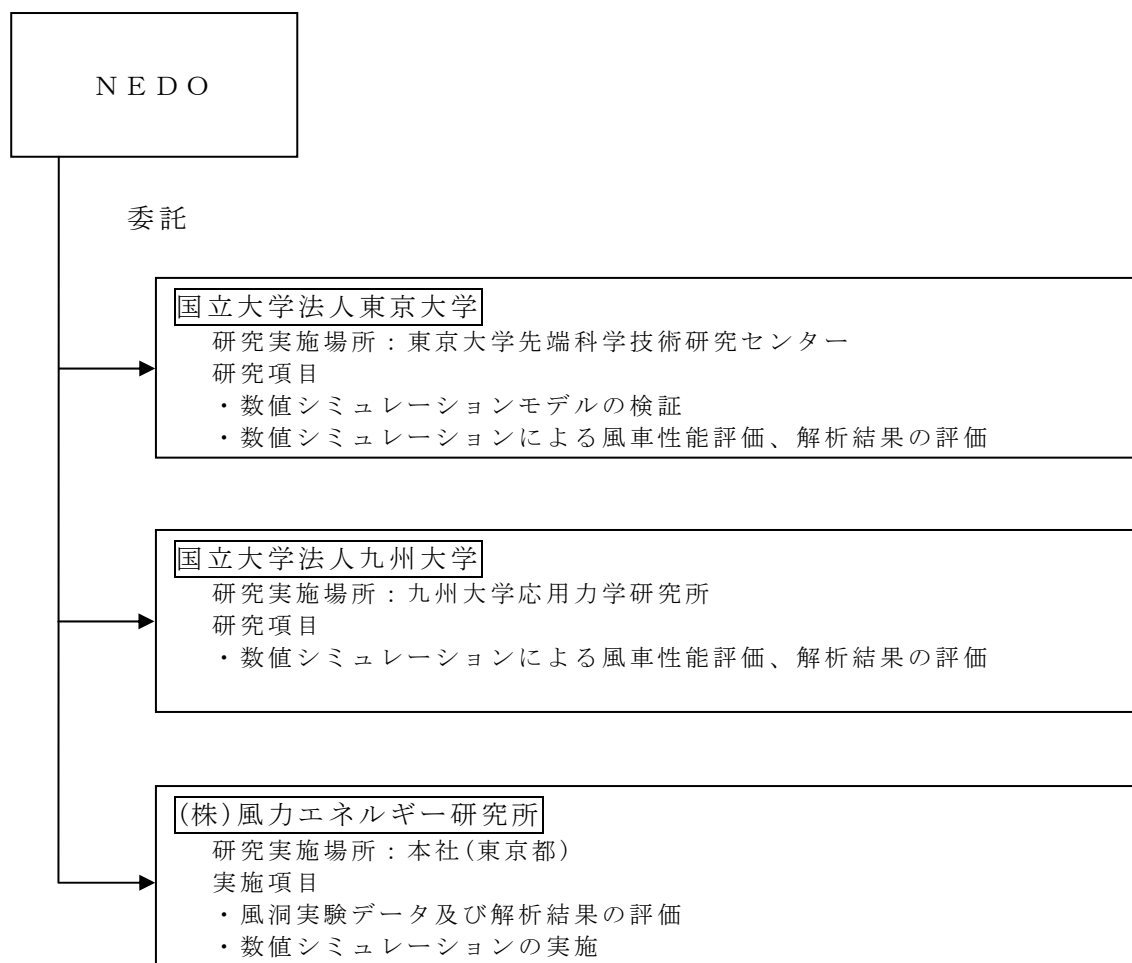 ＮＥＤＯ
委託
国立大学法人東京大学
研究実施場所：東京大学先端科学技術研究センター
研究項目
・数値シミュレーションモデルの検証
・数値シミュレーションによる風車性能評価、解析結果の評価
国立大学法人九州大学
研究実施場所：九州大学応用力学研究所
研究項目
・数値シミュレーションによる風車性能評価、解析結果の評価
(株)風力エネルギー研究所
研究実施場所：本社(東京都)
実施項目
・風洞実験データ及び解析結果の評価
・数値シミュレーションの実施